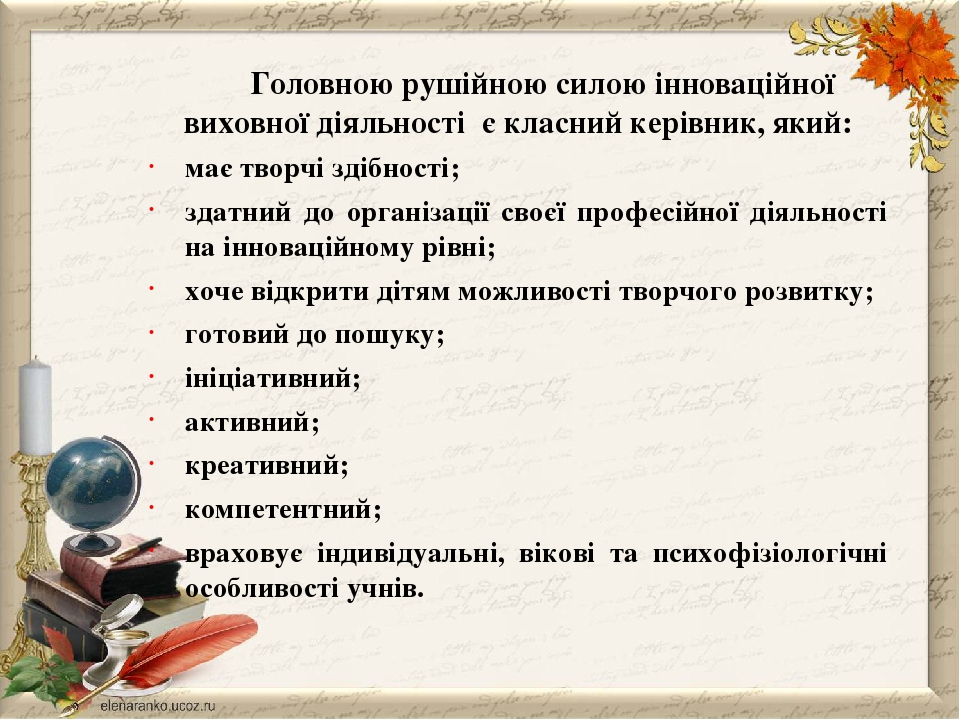 Головною рушійною силою інноваційної
виховної діяльності є класний керівник, який:
• має творчі здібності;
• здатний до організації своєї професійної діяльності
на інноваційному рівні;
• хоче відкрити дітям можливості творчого розвитку;
• готовий до пошуку;
• ініціативний;
• активний;
• креативний;
• компетентний;
• враховує індивідуальні, вікові та психофізіологічні
особливості учнів.
elenaranko.ucoz.ru